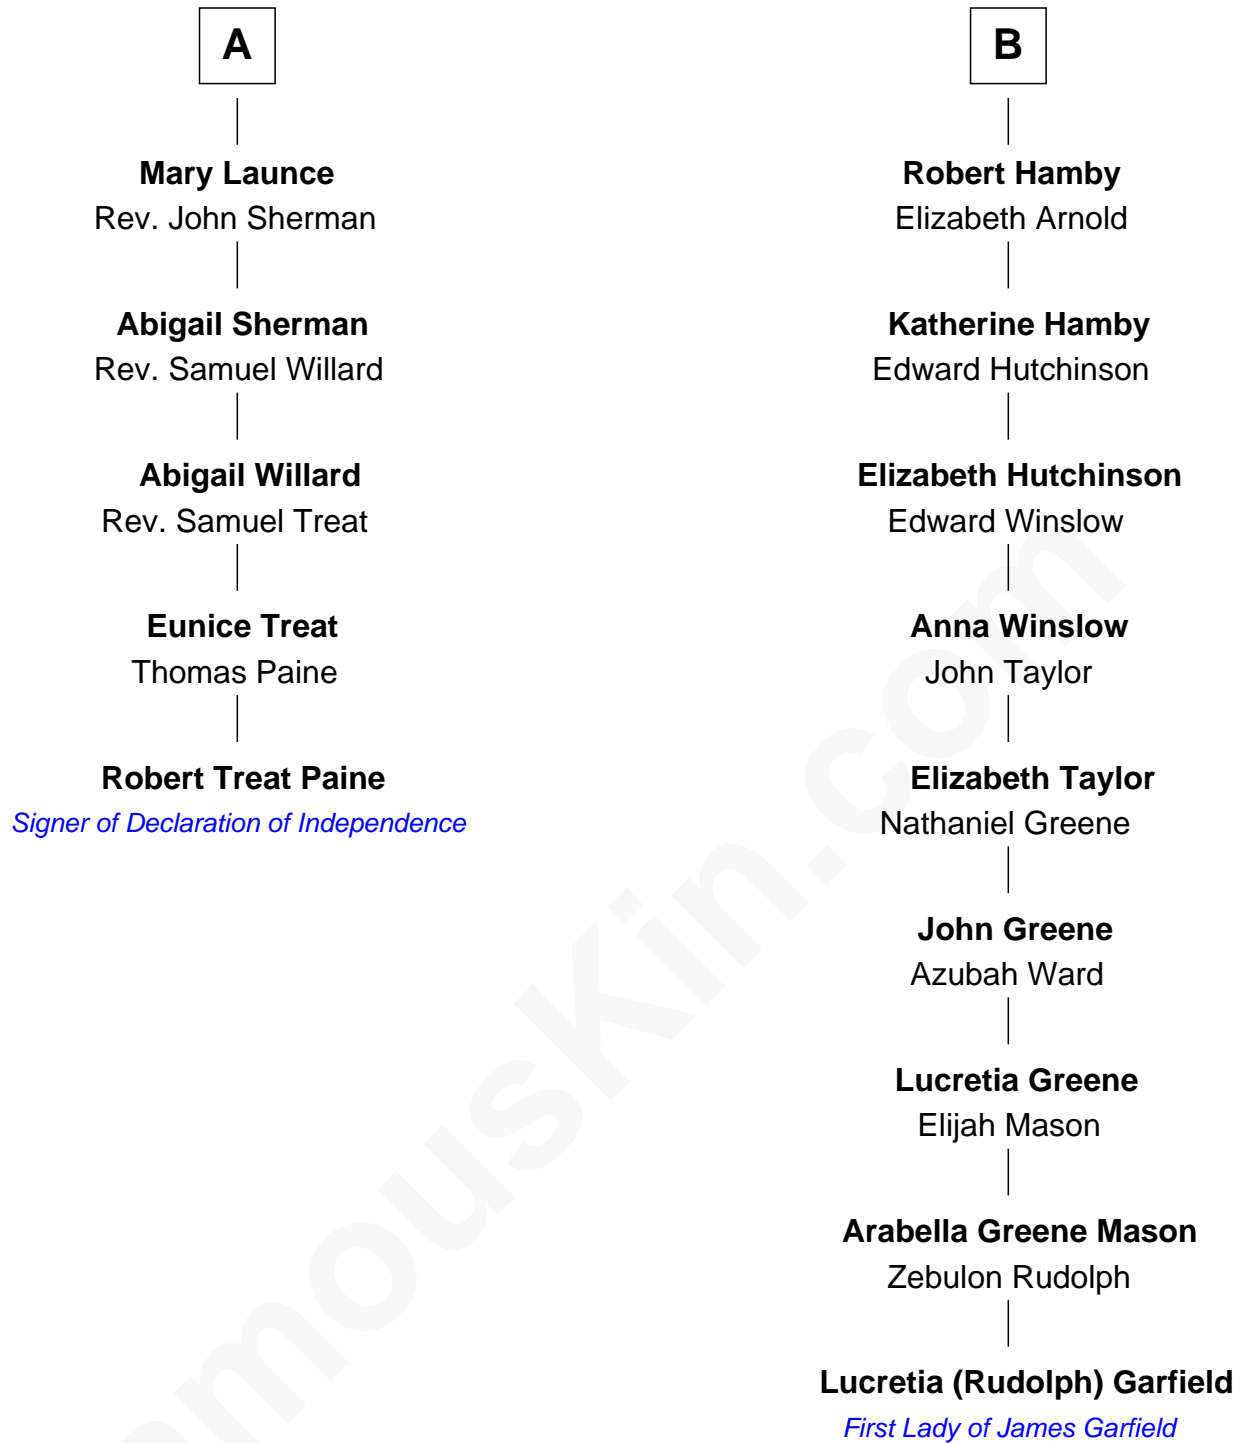 A
Mary Launce
Rev. John Sherman
Abigail Sherman
Rev. Samuel Willard
Abigail Willard
Rev. Samuel Treat
Eunice Treat
Thomas Paine
Robert Treat Paine
Signer of Declaration of Independence
B
Robert Hamby
Elizabeth Arnold
Katherine Hamby
Edward Hutchinson
Elizabeth Hutchinson
Edward Winslow
Anna Winslow
John Taylor
Elizabeth Taylor
Nathaniel Greene
John Greene
Azubah Ward
Lucretia Greene
Elijah Mason
Arabella Greene Mason
Zebulon Rudolph
Lucretia (Rudolph) Garfield
First Lady of James Garfield
amouskin.com